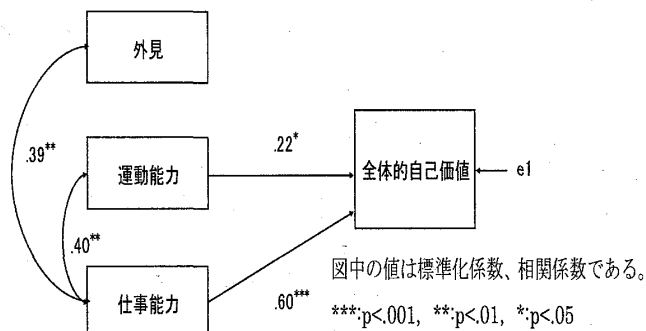 外見
.39**
運動能力
.22*
全体的自己価値
e1
.40**
仕事能力
.60***
図中の値は標準化係数、相関係数である。
***:p<.001, **:p<.01, *:p<.05